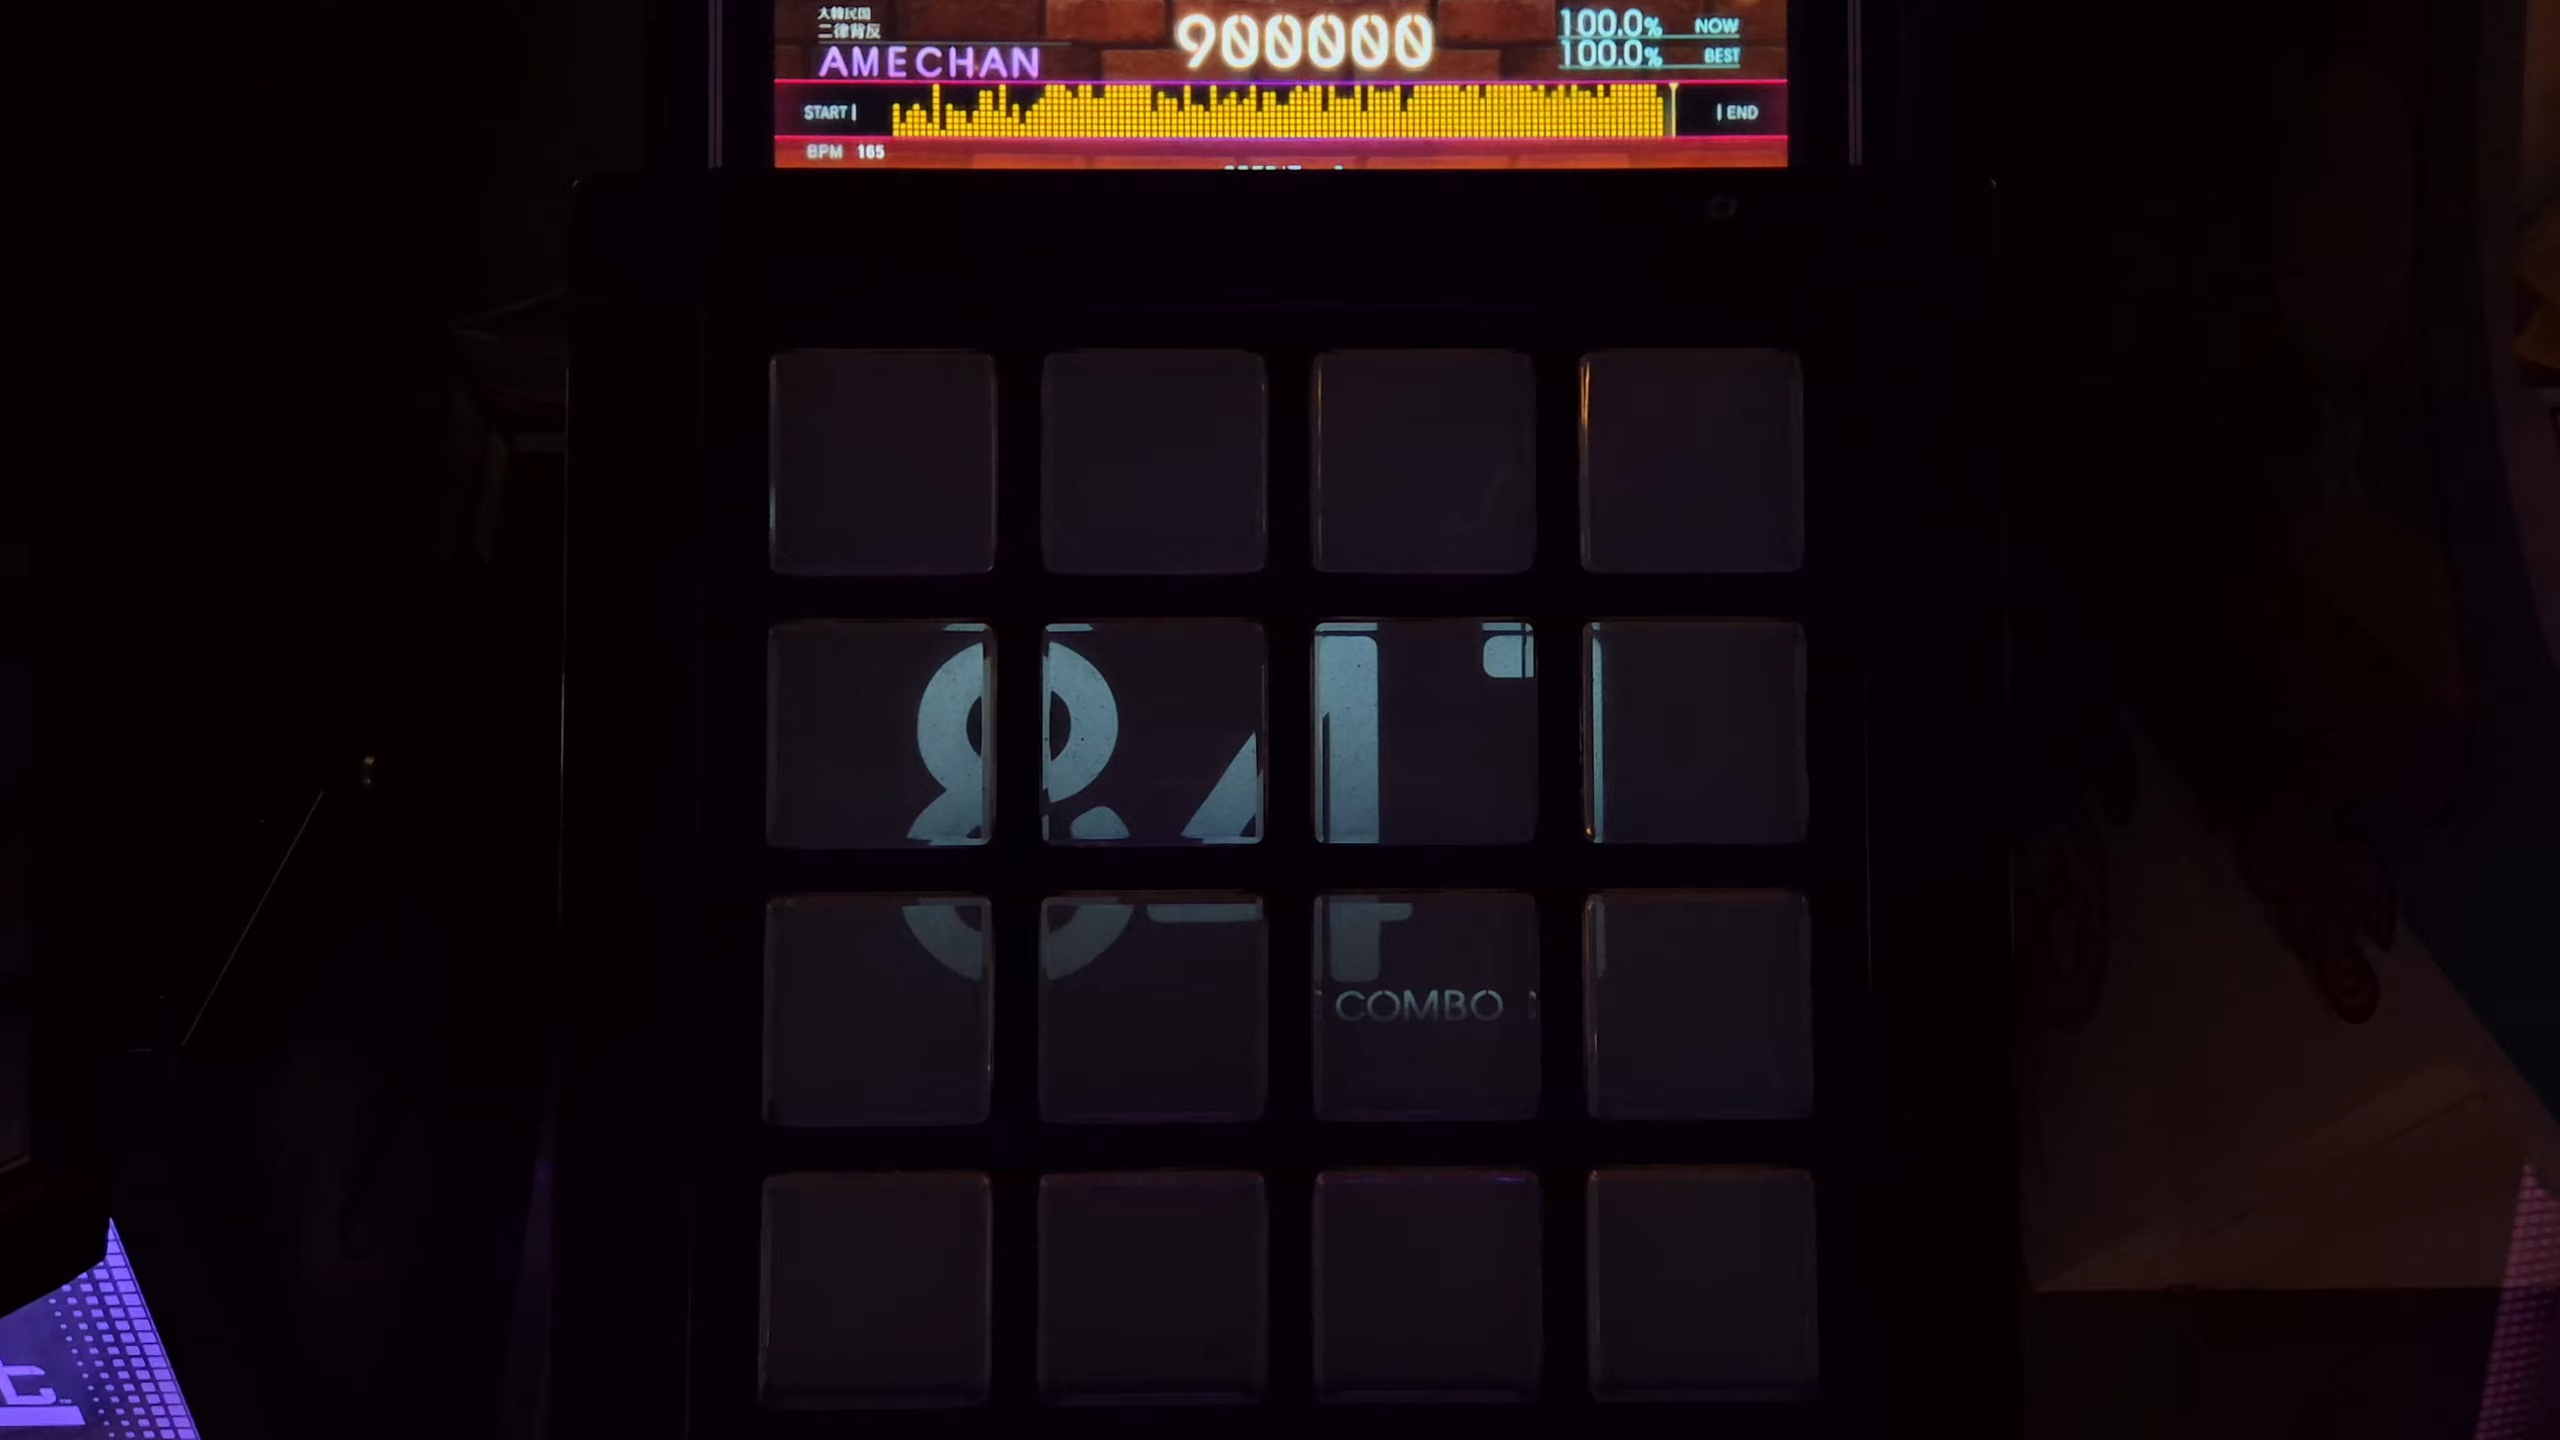 大韓民国
二律背反
AMECHAN
900000
100.0% NOW
100.0% BEST
START
END
BPM 165
841
COMBO